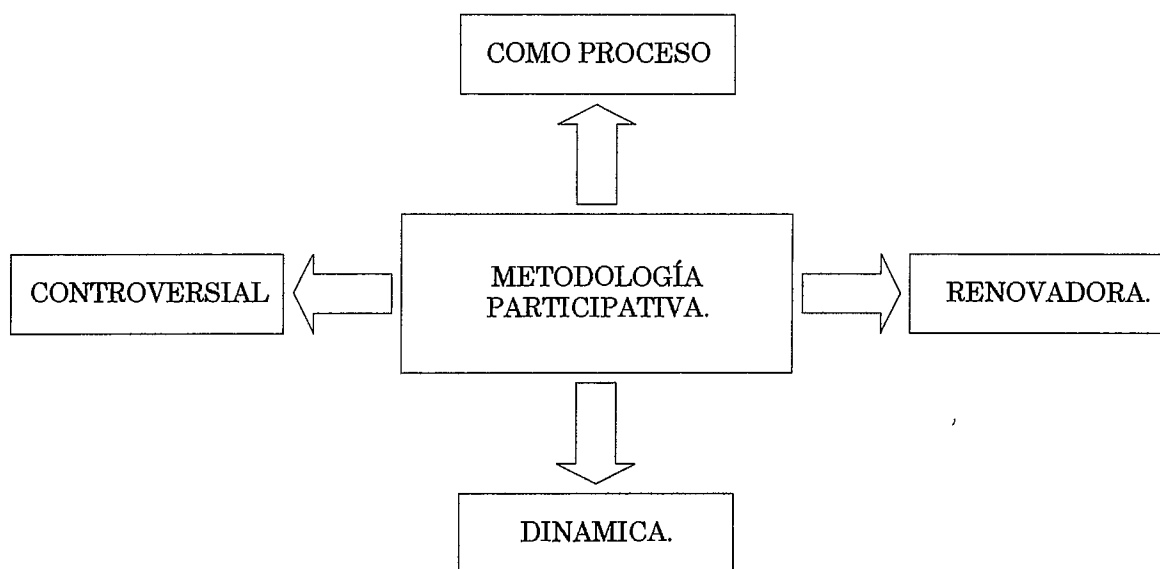 COMO PROCESO
CONTROVERSIAL
METODOLOGÍA
PARTICIPATIVA.
RENOVADORA.
DINAMICA.